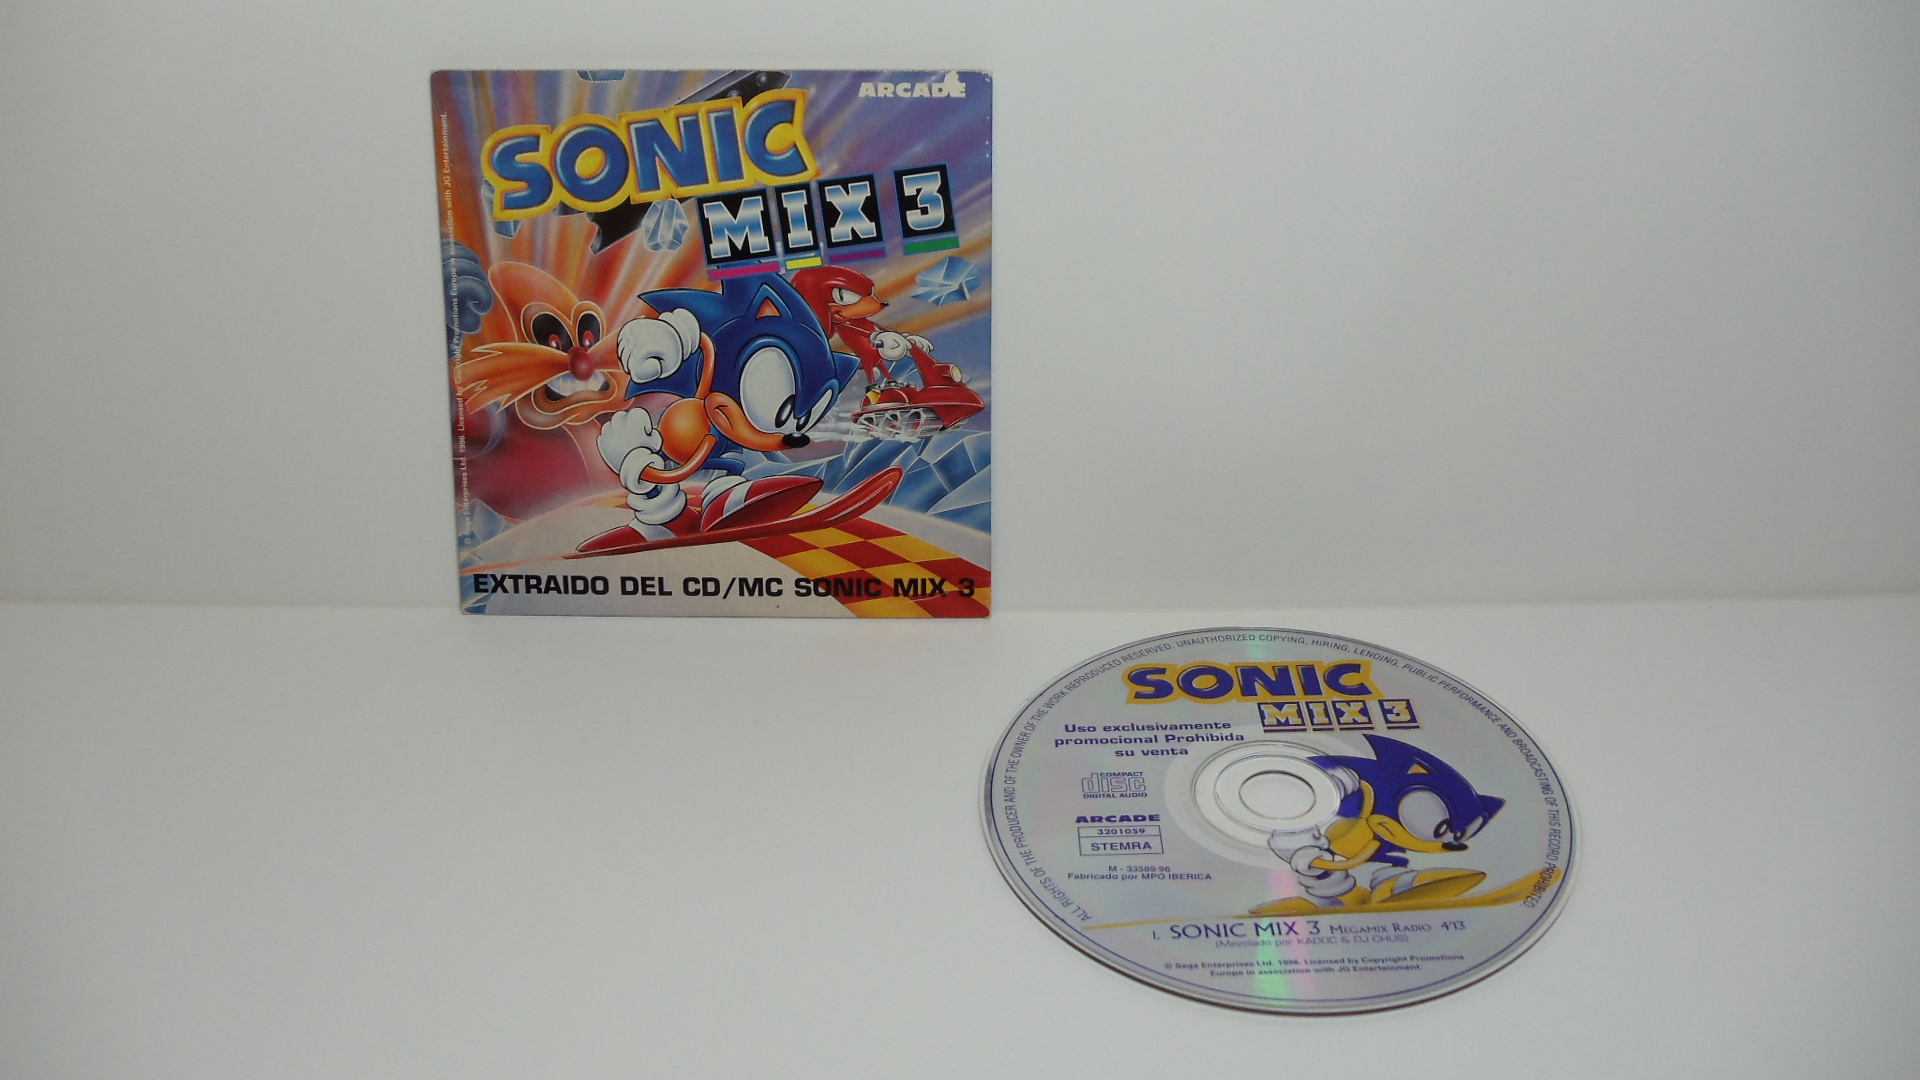 ARCADE
SONIC
MIX 3
© Sega Enterprises Ltd. 1996. Licensed by Copyright Promotions Europe in association with JG Entertainment.
EXTRAIDO DEL CD/MC SONIC MIX 3
ALL RIGHTS OF THE PRODUCER AND OF THE OWNER OF THE WORK REPRODUCED RESERVED. UNAUTHORIZED COPYING, HIRING, LENDING, PUBLIC PERFORMANCE AND BROADCASTING OF THIS RECORD PROHIBITED.
SONIC
MIX 3
Uso exclusivamente
promocional Prohibida
su venta
COMPACT
disc
DIGITAL AUDIO
ARCADE
3201059
STEMRA
M - 33589/96
Fabricado por MPO IBERICA
1. SONIC MIX 3 MEGAMIX RADIO 4'13
(Mezclado por KADOC & DJ CHUS)
© Sega Enterprises Ltd. 1996. Licensed by Copyright Promotions
Europe in association with JG Entertainment